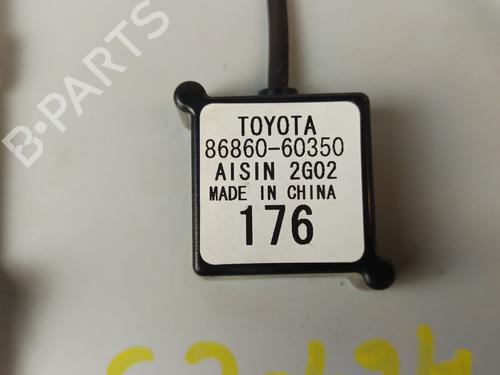 B-PARTS
TOYOTA
86860-60350
AISIN 2G02
MADE IN CHINA
176